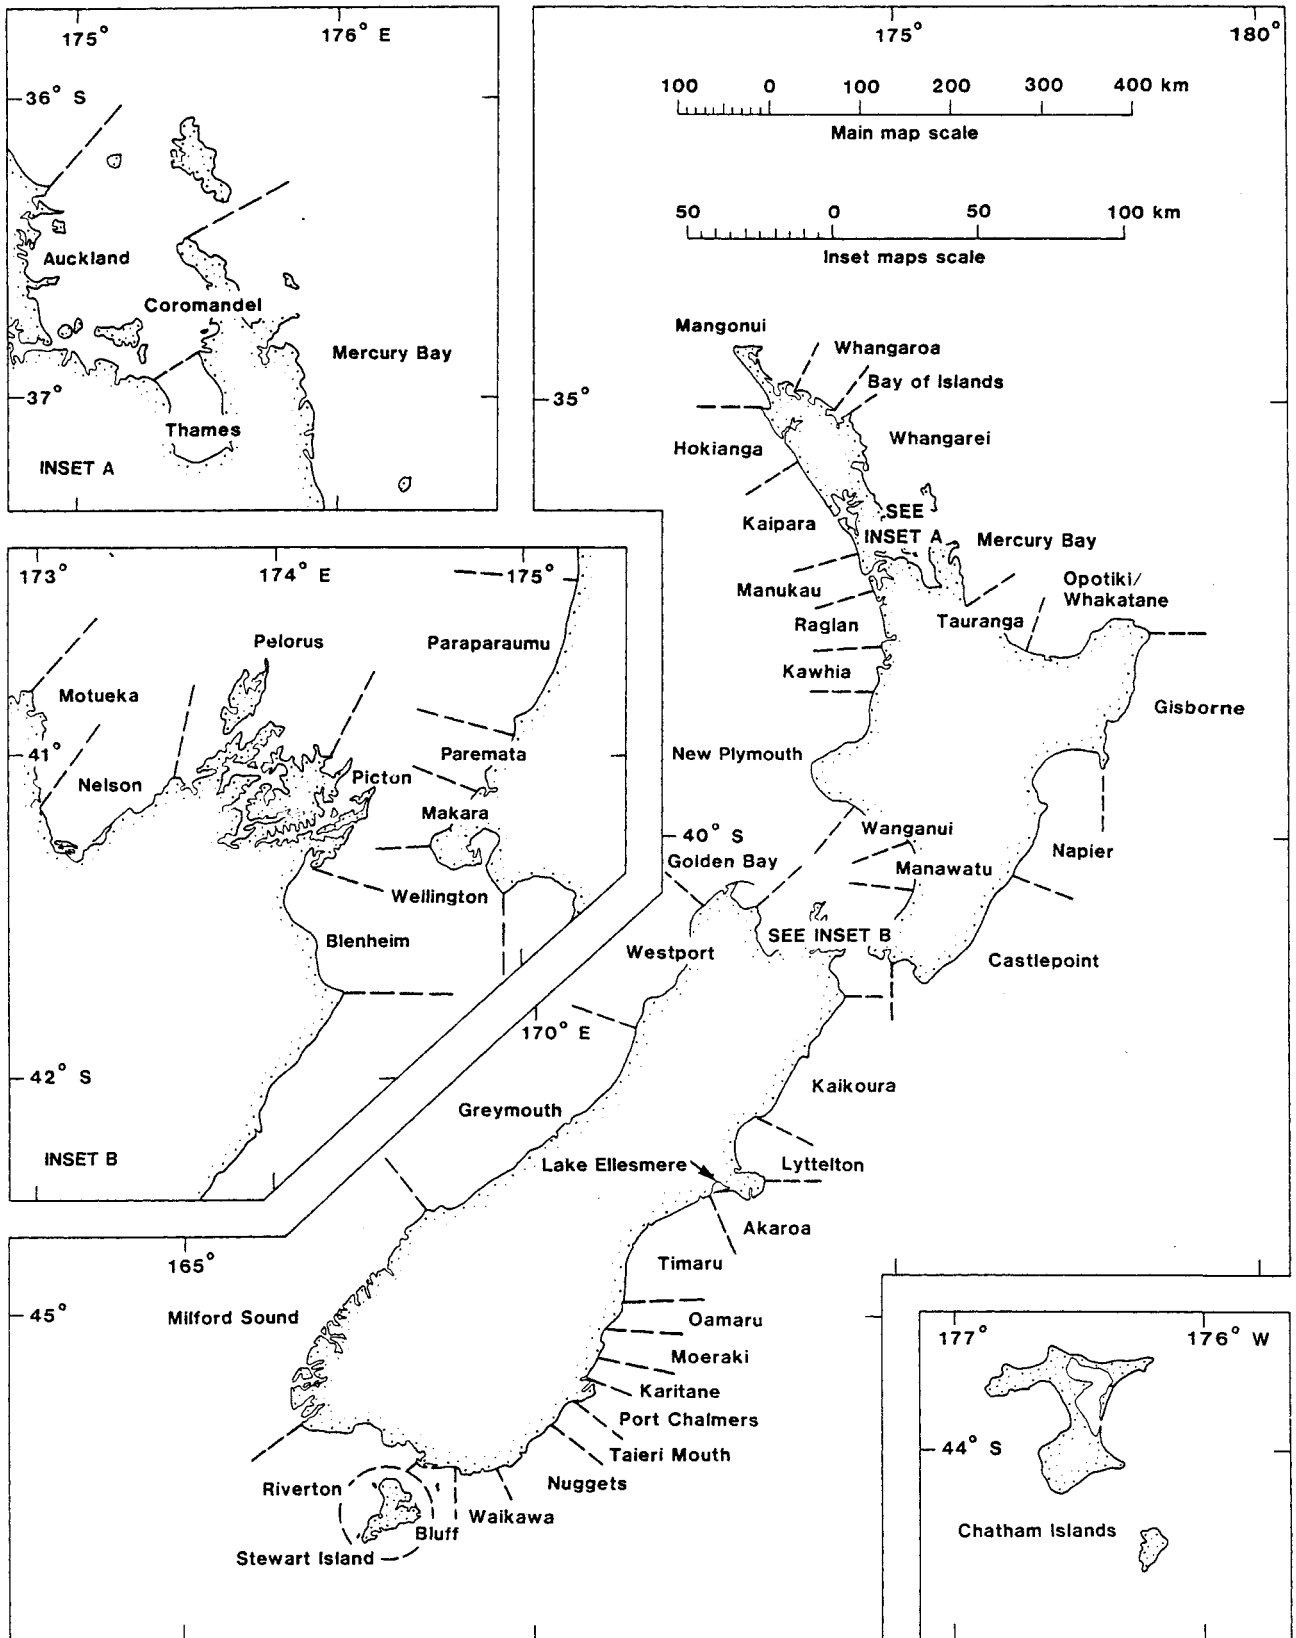 175° 176° E
36° S
Auckland
Coromandel
Mercury Bay
37°
Thames
INSET A
175° 180°
100 0 100 200 300 400 km
Main map scale
50 0 50 100 km
Inset maps scale
Mangonui
Whangaroa
Bay of Islands
35°
Whangarei
Hokianga
SEE
INSET A
Kaipara
Mercury Bay
Manukau
Opotiki/
Whakatane
Raglan
Tauranga
Kawhia
Gisborne
New Plymouth
40° S
Wanganui
Golden Bay
Manawatu
Napier
SEE INSET B
Westport
Castlepoint
170° E
Kaikoura
Greymouth
Lake Ellesmere
Lyttelton
Akaroa
Timaru
165°
45°
Milford Sound
Oamaru
Moeraki
Karitane
Port Chalmers
Taieri Mouth
Nuggets
Riverton
Waikawa
Bluff
Stewart Island
173° 174° E 175°
Pelorus
Paraparaumu
Motueka
41°
Nelson
Paremata
Picton
Makara
Wellington
Blenheim
42° S
INSET B
177° 176° W
44° S
Chatham Islands